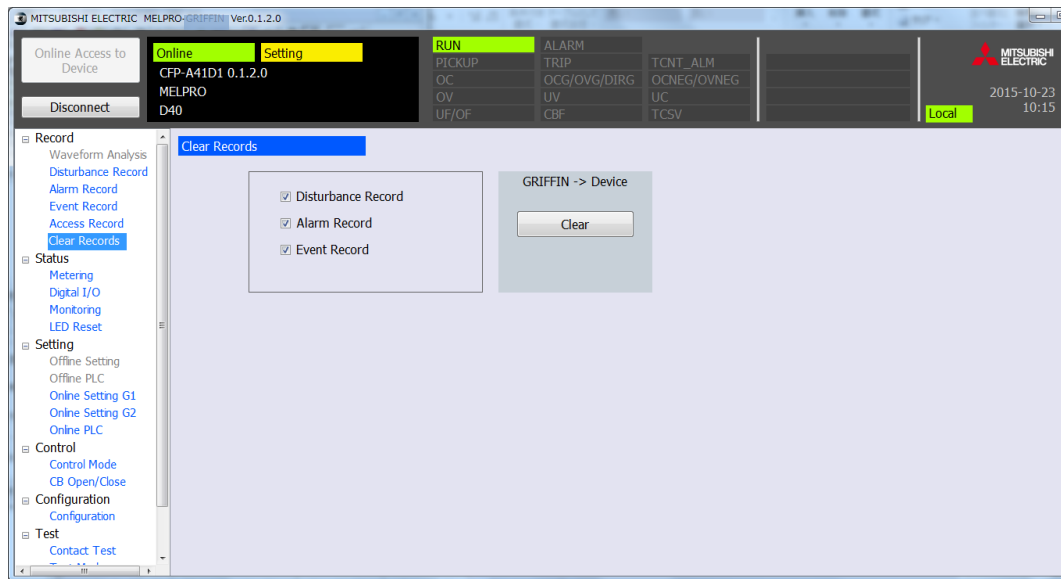 MITSUBISHI ELECTRIC MELPRO-GRIFFIN Ver.0.1.2.0
Online Access to
Device
Disconnect
Online
Setting
CFP-A41D1 0.1.2.0
MELPRO
D40
RUN
ALARM
PICKUP
TRIP
TCNT_ALM
OC
OCG/OVG/DIRG
OCNEG/OVNEG
OV
UV
UC
UF/OF
CBF
TCSV
MITSUBISHI
ELECTRIC
2015-10-23
10:15
Local
Record
Waveform Analysis
Disturbance Record
Alarm Record
Event Record
Access Record
Clear Records
Status
Metering
Digital I/O
Monitoring
LED Reset
Setting
Offline Setting
Offline PLC
Online Setting G1
Online Setting G2
Online PLC
Control
Control Mode
CB Open/Close
Configuration
Configuration
Test
Contact Test
Clear Records
Disturbance Record
Alarm Record
Event Record
GRIFFIN -> Device
Clear